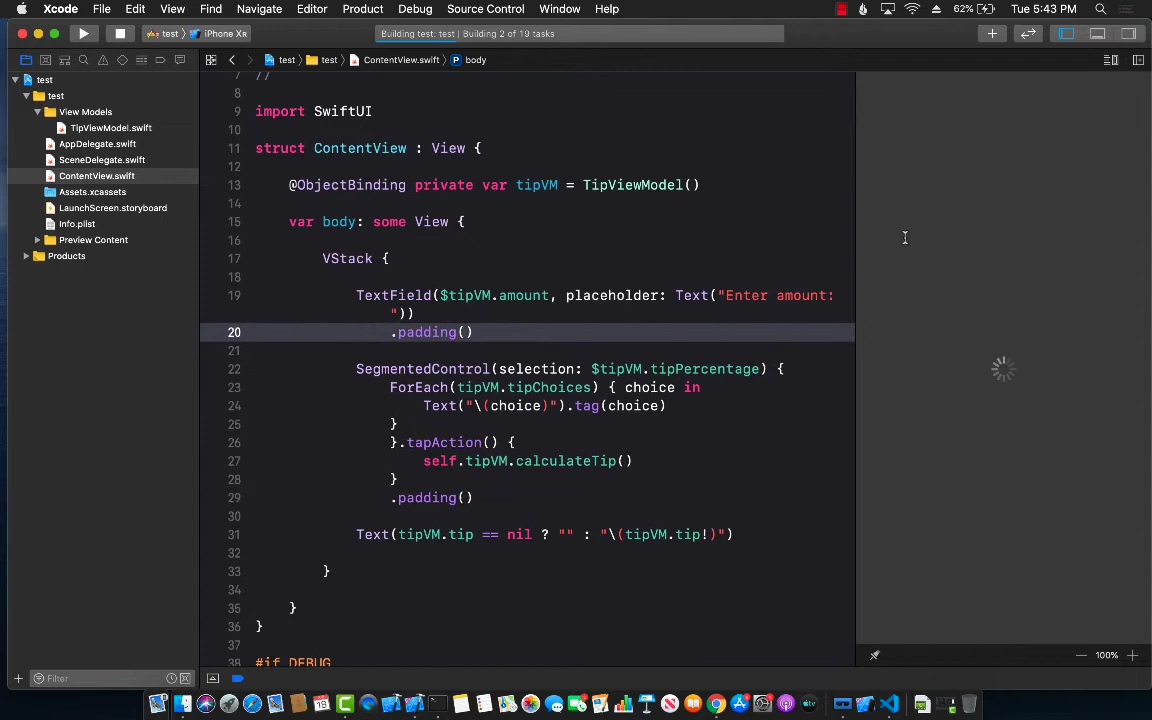 Xcode File Edit View Find Navigate Editor Product Debug Source Control Window Help 62% Tue 5:43 PM
test iPhone XR Building test: test | Building 2 of 19 tasks
test test ContentView.swift P body
test
test
View Models
TipViewModel.swift
AppDelegate.swift
SceneDelegate.swift
ContentView.swift
Assets.xcassets
LaunchScreen.storyboard
Info.plist
Preview Content
Products
7 //
8
9 import SwiftUI
10
11 struct ContentView : View {
12
13 @ObjectBinding private var tipVM = TipViewModel()
14
15 var body: some View {
16
17 VStack {
18
19 TextField($tipVM.amount, placeholder: Text("Enter amount:
"))
20 .padding()
21
22 SegmentedControl(selection: $tipVM.tipPercentage) {
23 ForEach(tipVM.tipChoices) { choice in
24 Text("\(choice)").tag(choice)
25 }
26 }.tapAction() {
27 self.tipVM.calculateTip()
28 }
29 .padding()
30
31 Text(tipVM.tip == nil ? "" : "\(tipVM.tip!)")
32
33 }
34
35 }
36 }
37
38 #if DEBUG
100%
Filter